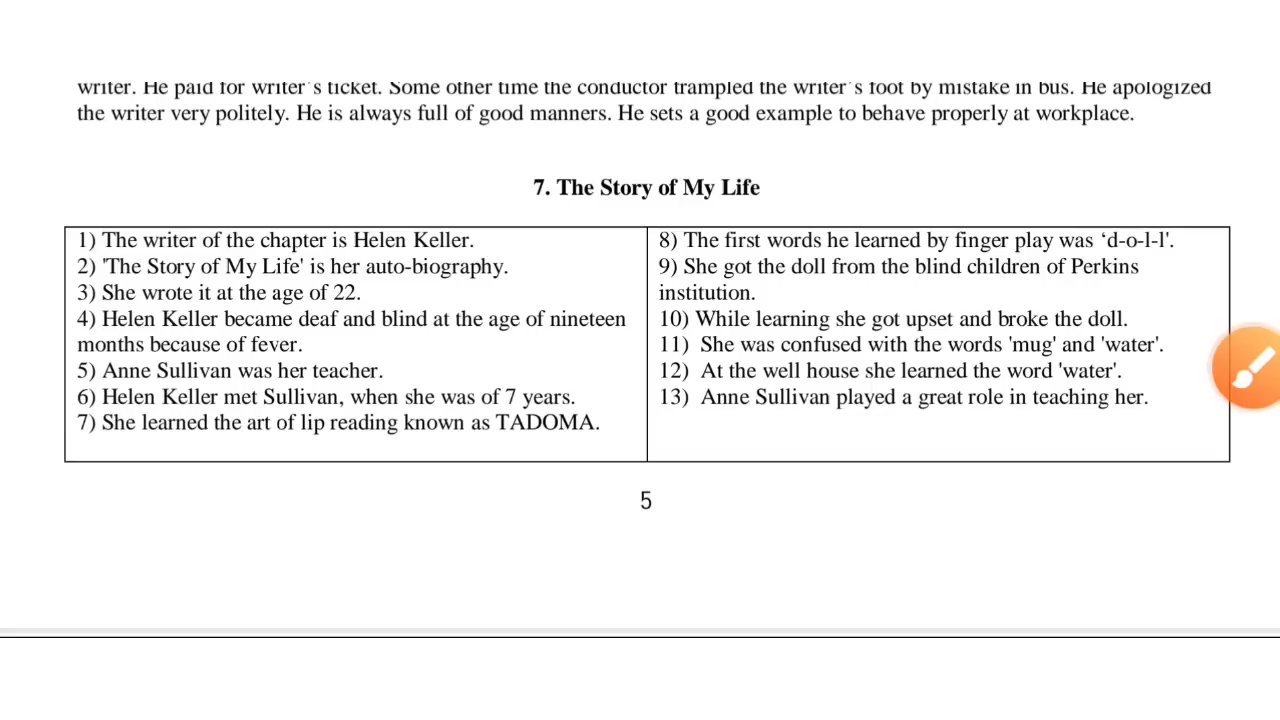 writer. He paid for writer's ticket. Some other time the conductor trampled the writer's foot by mistake in bus. He apologized
the writer very politely. He is always full of good manners. He sets a good example to behave properly at workplace.
7. The Story of My Life
1) The writer of the chapter is Helen Keller.
2) 'The Story of My Life' is her auto-biography.
3) She wrote it at the age of 22.
4) Helen Keller became deaf and blind at the age of nineteen
months because of fever.
5) Anne Sullivan was her teacher.
6) Helen Keller met Sullivan, when she was of 7 years.
7) She learned the art of lip reading known as TADOMA.
8) The first words he learned by finger play was ‘d-o-l-l'.
9) She got the doll from the blind children of Perkins
institution.
10) While learning she got upset and broke the doll.
11) She was confused with the words 'mug' and 'water'.
12) At the well house she learned the word 'water'.
13) Anne Sullivan played a great role in teaching her.
5